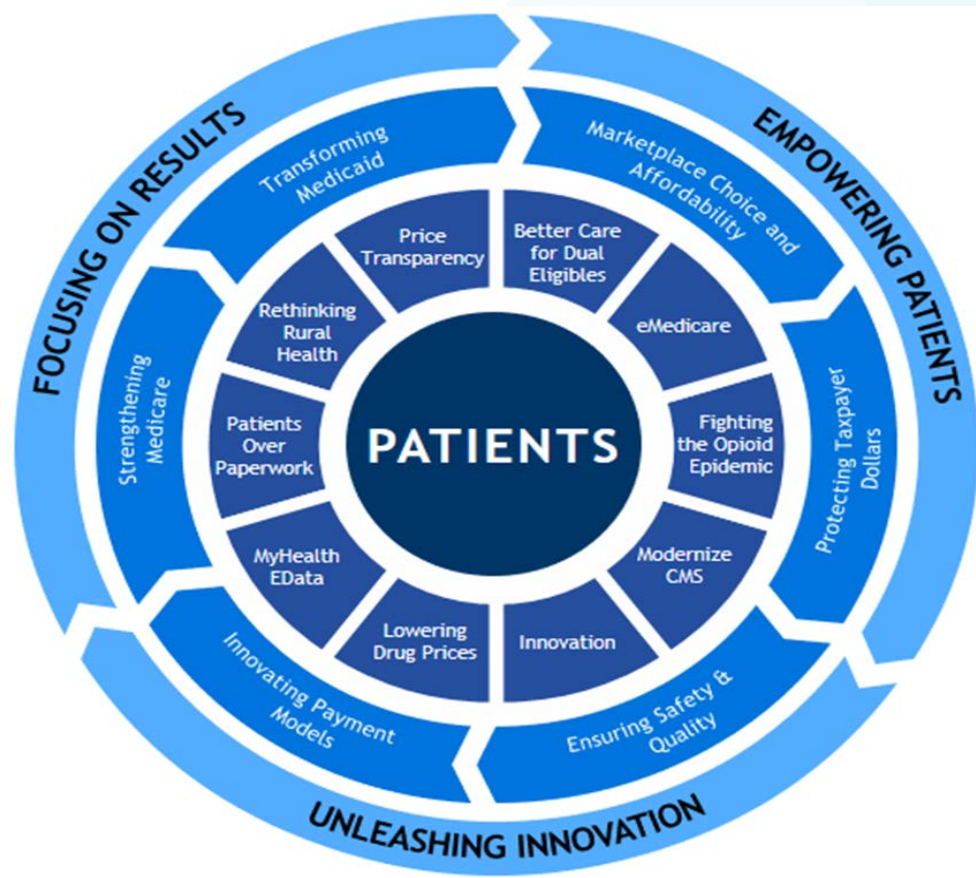 FOCUSING ON RESULTS
EMPOWERING PATIENTS
UNLEASHING INNOVATION
Transforming
Medicaid
Marketplace Choice and
Affordability
Protecting Taxpayer
Dollars
Ensuring Safety &
Quality
Innovating Payment
Models
Strengthening
Medicare
Price
Transparency
Better Care
for Dual
Eligibles
eMedicare
Fighting
the Opioid
Epidemic
Modernize
CMS
Innovation
Lowering
Drug Prices
MyHealth
EData
Patients
Over
Paperwork
Rethinking
Rural
Health
PATIENTS